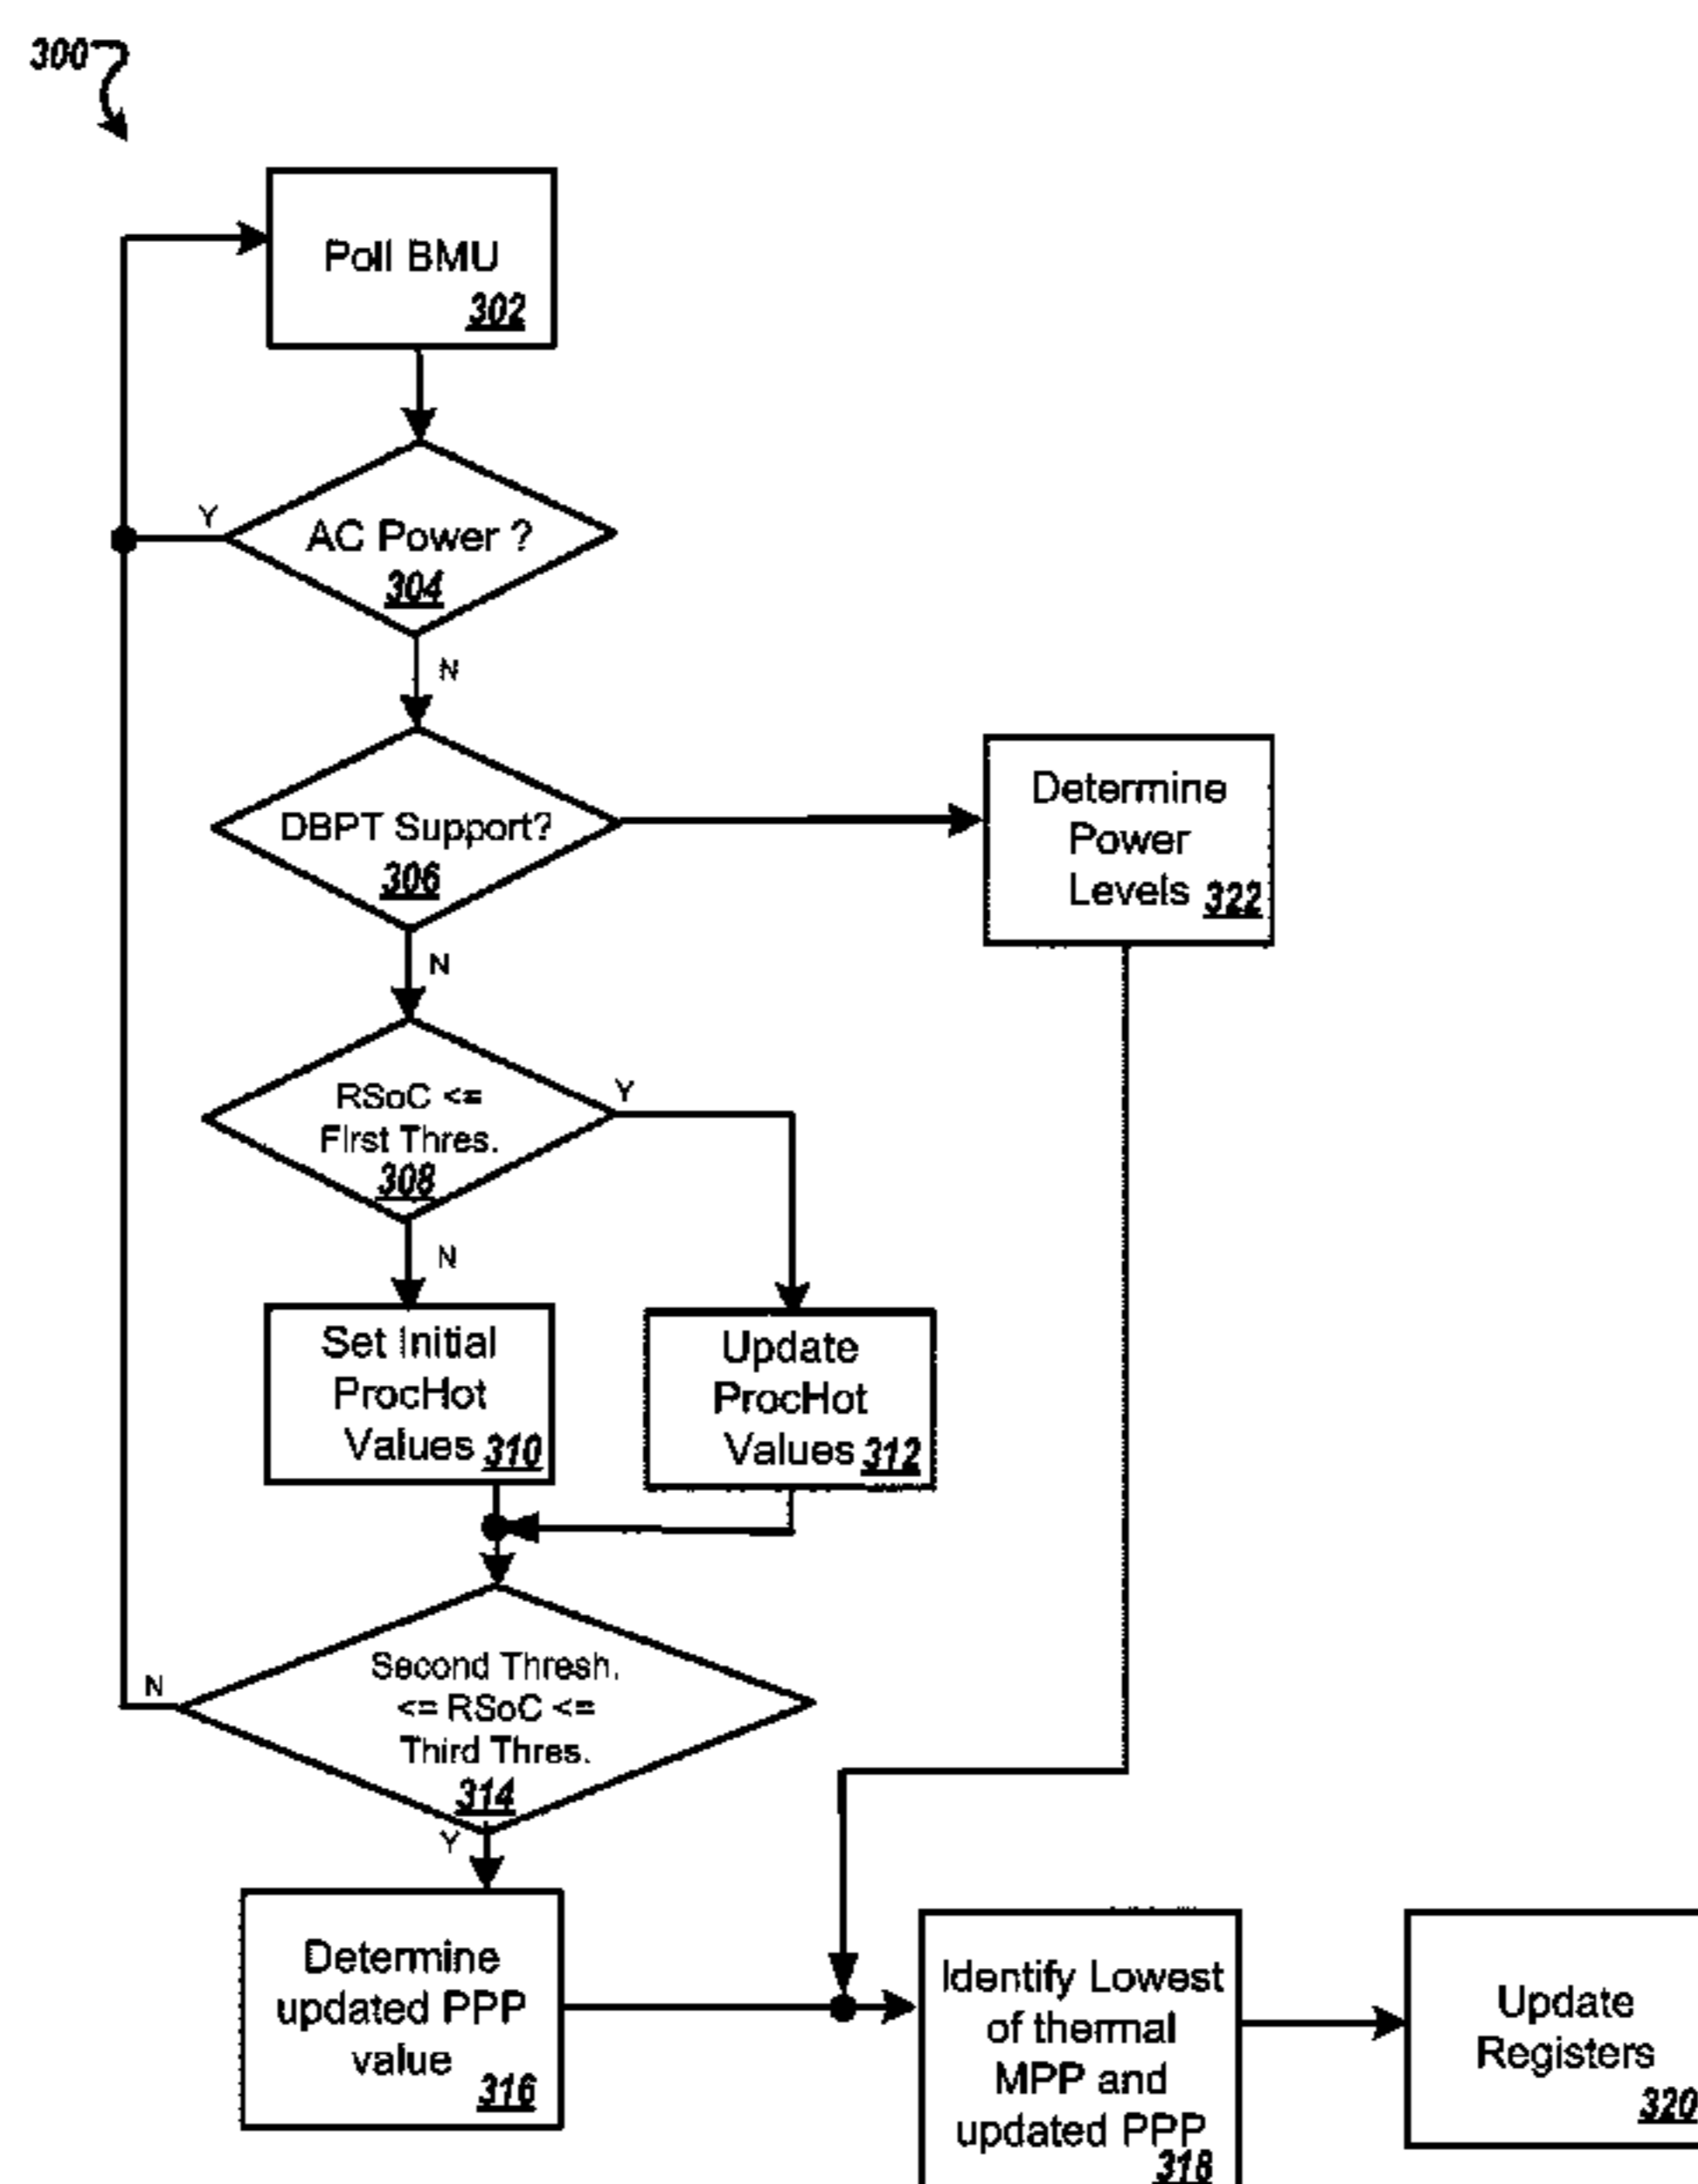 300
Poll BMU
302
Y
AC Power ?
304
N
DBPT Support?
306
Determine
Power
Levels 322
N
RSoC <=
First Thres.
308
Y
N
Set Initial
ProcHot
Values 310
Update
ProcHot
Values 312
N
Second Thresh.
<= RSoC <=
Third Thres.
314
Y
Determine
updated PPP
value
316
Identify Lowest
of thermal
MPP and
updated PPP
318
Update
Registers
320